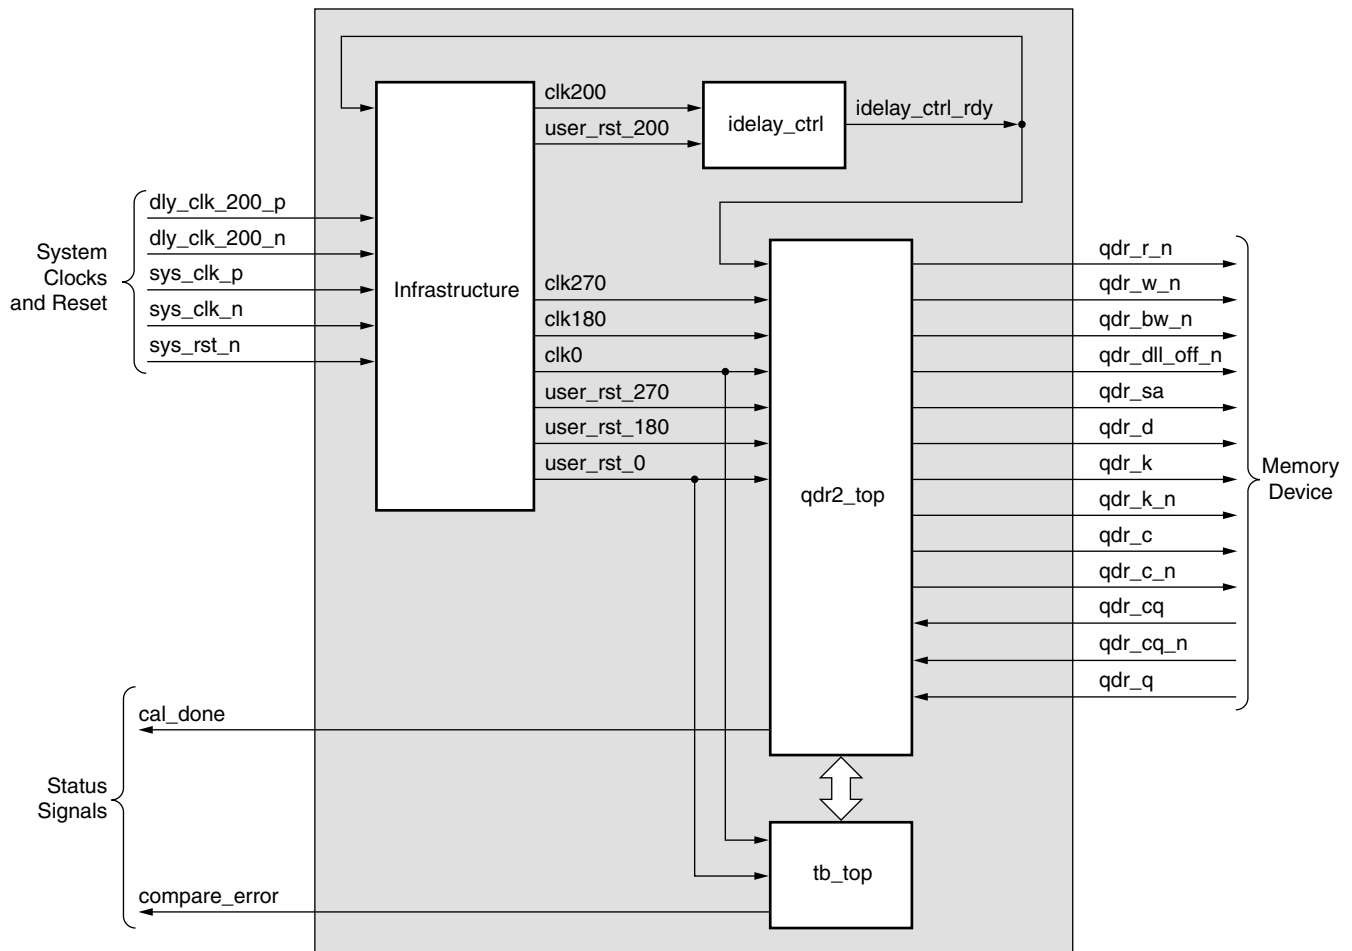 clk200
user_rst_200
idelay_ctrl
idelay_ctrl_rdy
System
Clocks
and Reset
dly_clk_200_p
dly_clk_200_n
sys_clk_p
sys_clk_n
sys_rst_n
Infrastructure
clk270
clk180
clk0
user_rst_270
user_rst_180
user_rst_0
qdr2_top
qdr_r_n
qdr_w_n
qdr_bw_n
qdr_dll_off_n
qdr_sa
qdr_d
qdr_k
qdr_k_n
qdr_c
qdr_c_n
qdr_cq
qdr_cq_n
qdr_q
Memory
Device
Status
Signals
cal_done
compare_error
tb_top